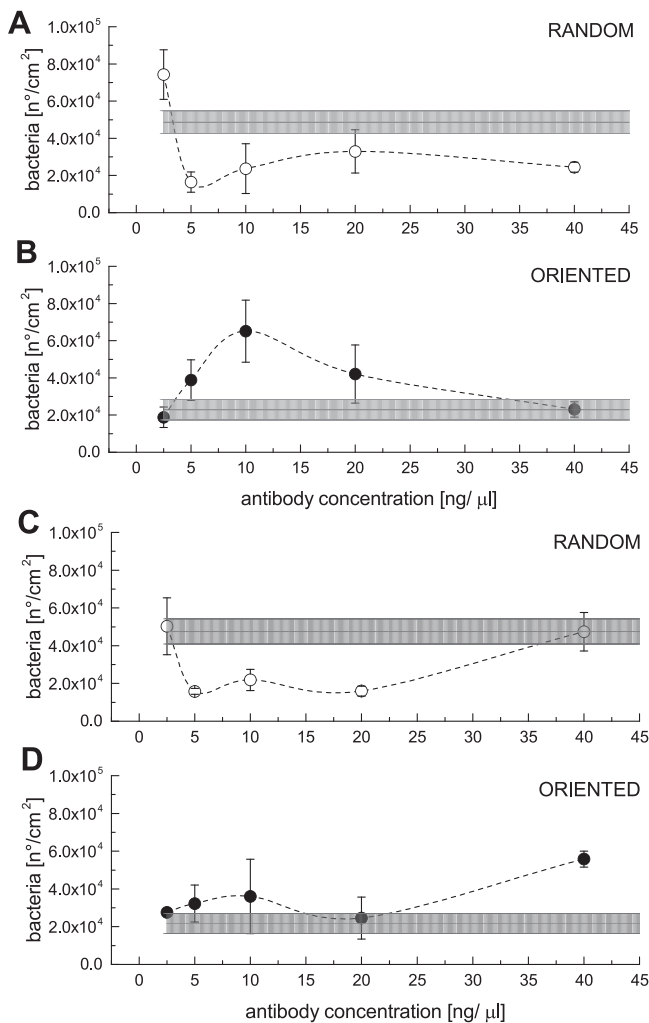 A
RANDOM
bacteria [n°/cm²]
1.0x10⁵
8.0x10⁴
6.0x10⁴
4.0x10⁴
2.0x10⁴
0.0
0 5 10 15 20 25 30 35 40 45
B
ORIENTED
bacteria [n°/cm²]
1.0x10⁵
8.0x10⁴
6.0x10⁴
4.0x10⁴
2.0x10⁴
0.0
0 5 10 15 20 25 30 35 40 45
antibody concentration [ng/ μl]
C
RANDOM
bacteria [n°/cm²]
1.0x10⁵
8.0x10⁴
6.0x10⁴
4.0x10⁴
2.0x10⁴
0.0
0 5 10 15 20 25 30 35 40 45
D
ORIENTED
bacteria [n°/cm²]
1.0x10⁵
8.0x10⁴
6.0x10⁴
4.0x10⁴
2.0x10⁴
0.0
0 5 10 15 20 25 30 35 40 45
antibody concentration [ng/ μl]